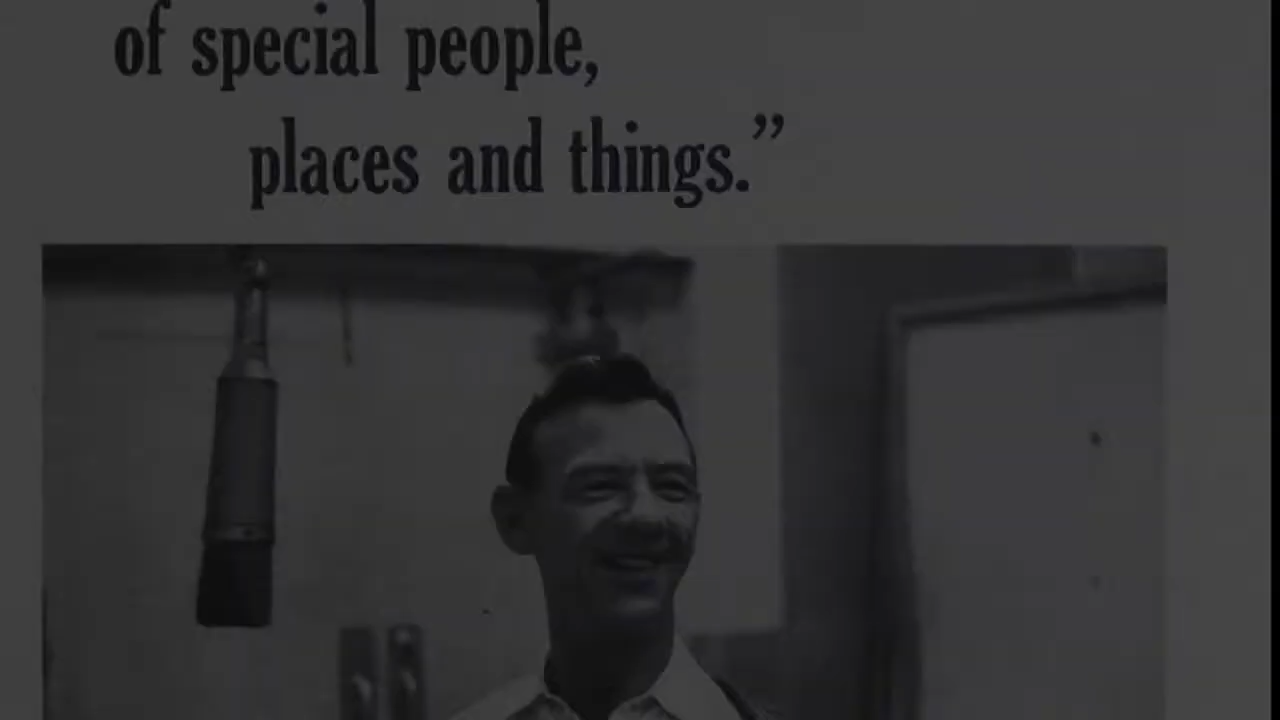 of special people,
places and things.”